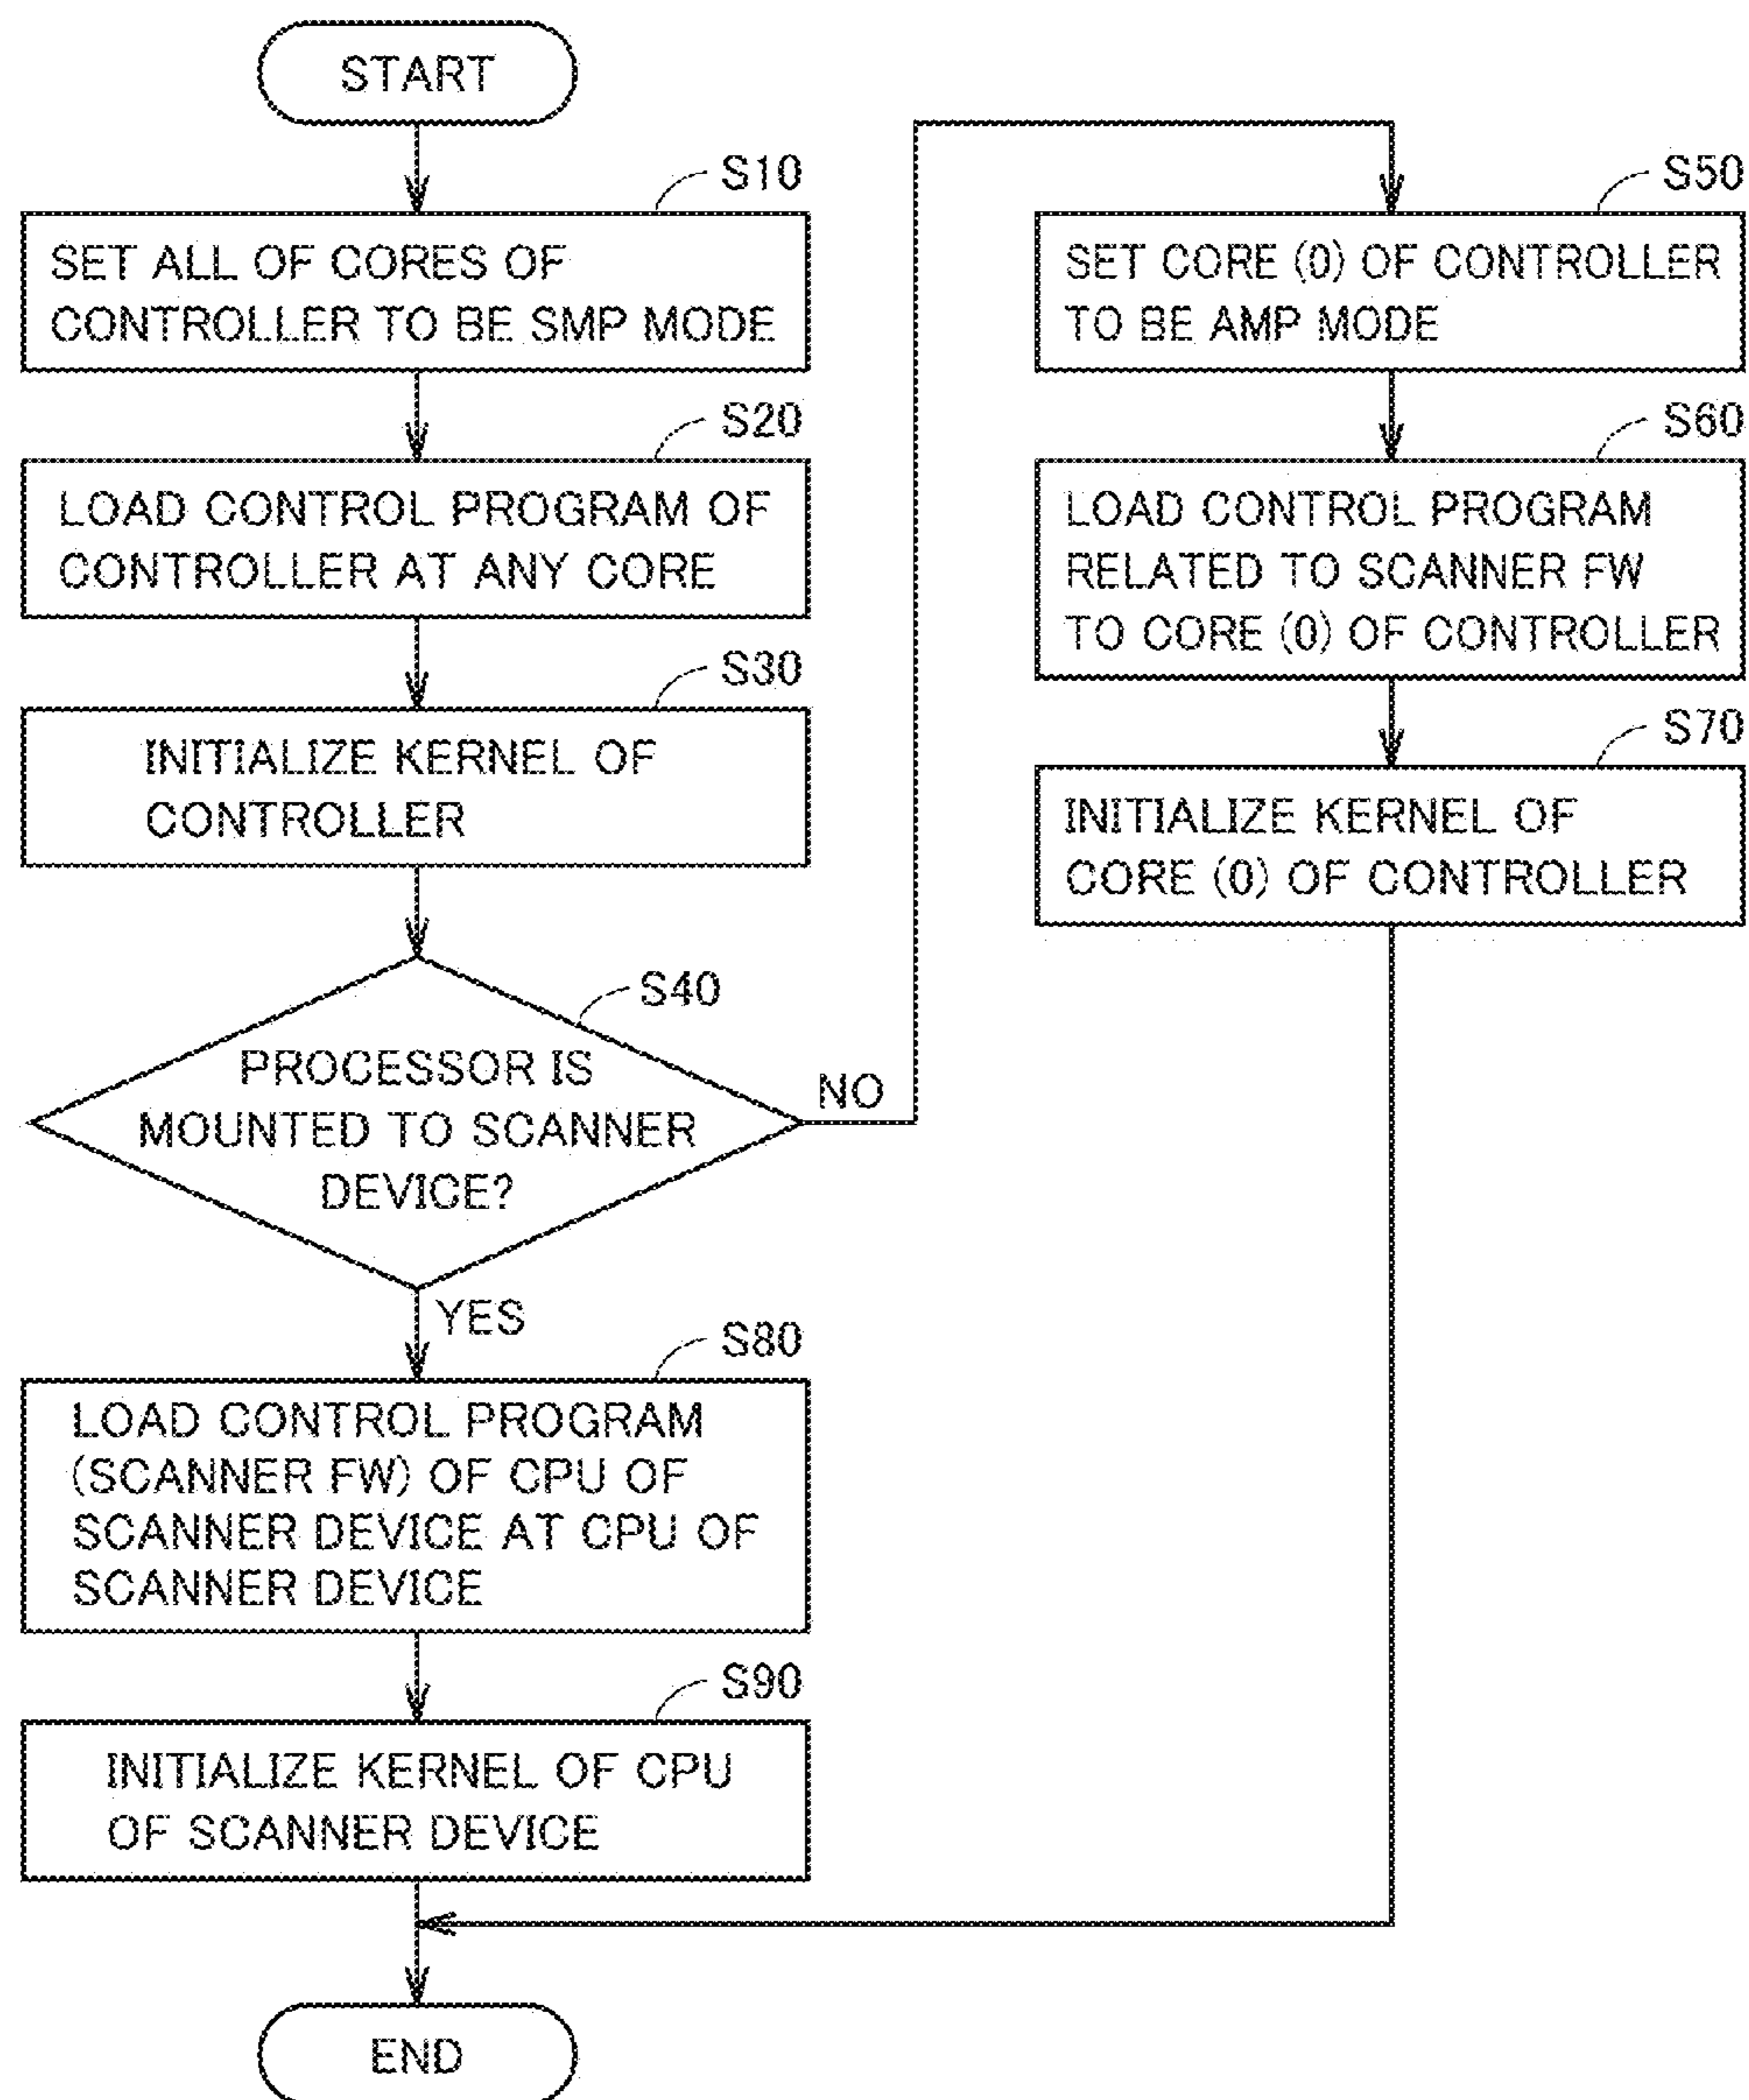 START
S10
SET ALL OF CORES OF
CONTROLLER TO BE SMP MODE
S20
LOAD CONTROL PROGRAM OF
CONTROLLER AT ANY CORE
S30
INITIALIZE KERNEL OF
CONTROLLER
S40
PROCESSOR IS
MOUNTED TO SCANNER
DEVICE?
NO
YES
S50
SET CORE (0) OF CONTROLLER
TO BE AMP MODE
S60
LOAD CONTROL PROGRAM
RELATED TO SCANNER FW
TO CORE (0) OF CONTROLLER
S70
INITIALIZE KERNEL OF
CORE (0) OF CONTROLLER
S80
LOAD CONTROL PROGRAM
(SCANNER FW) OF CPU OF
SCANNER DEVICE AT CPU OF
SCANNER DEVICE
S90
INITIALIZE KERNEL OF CPU
OF SCANNER DEVICE
END